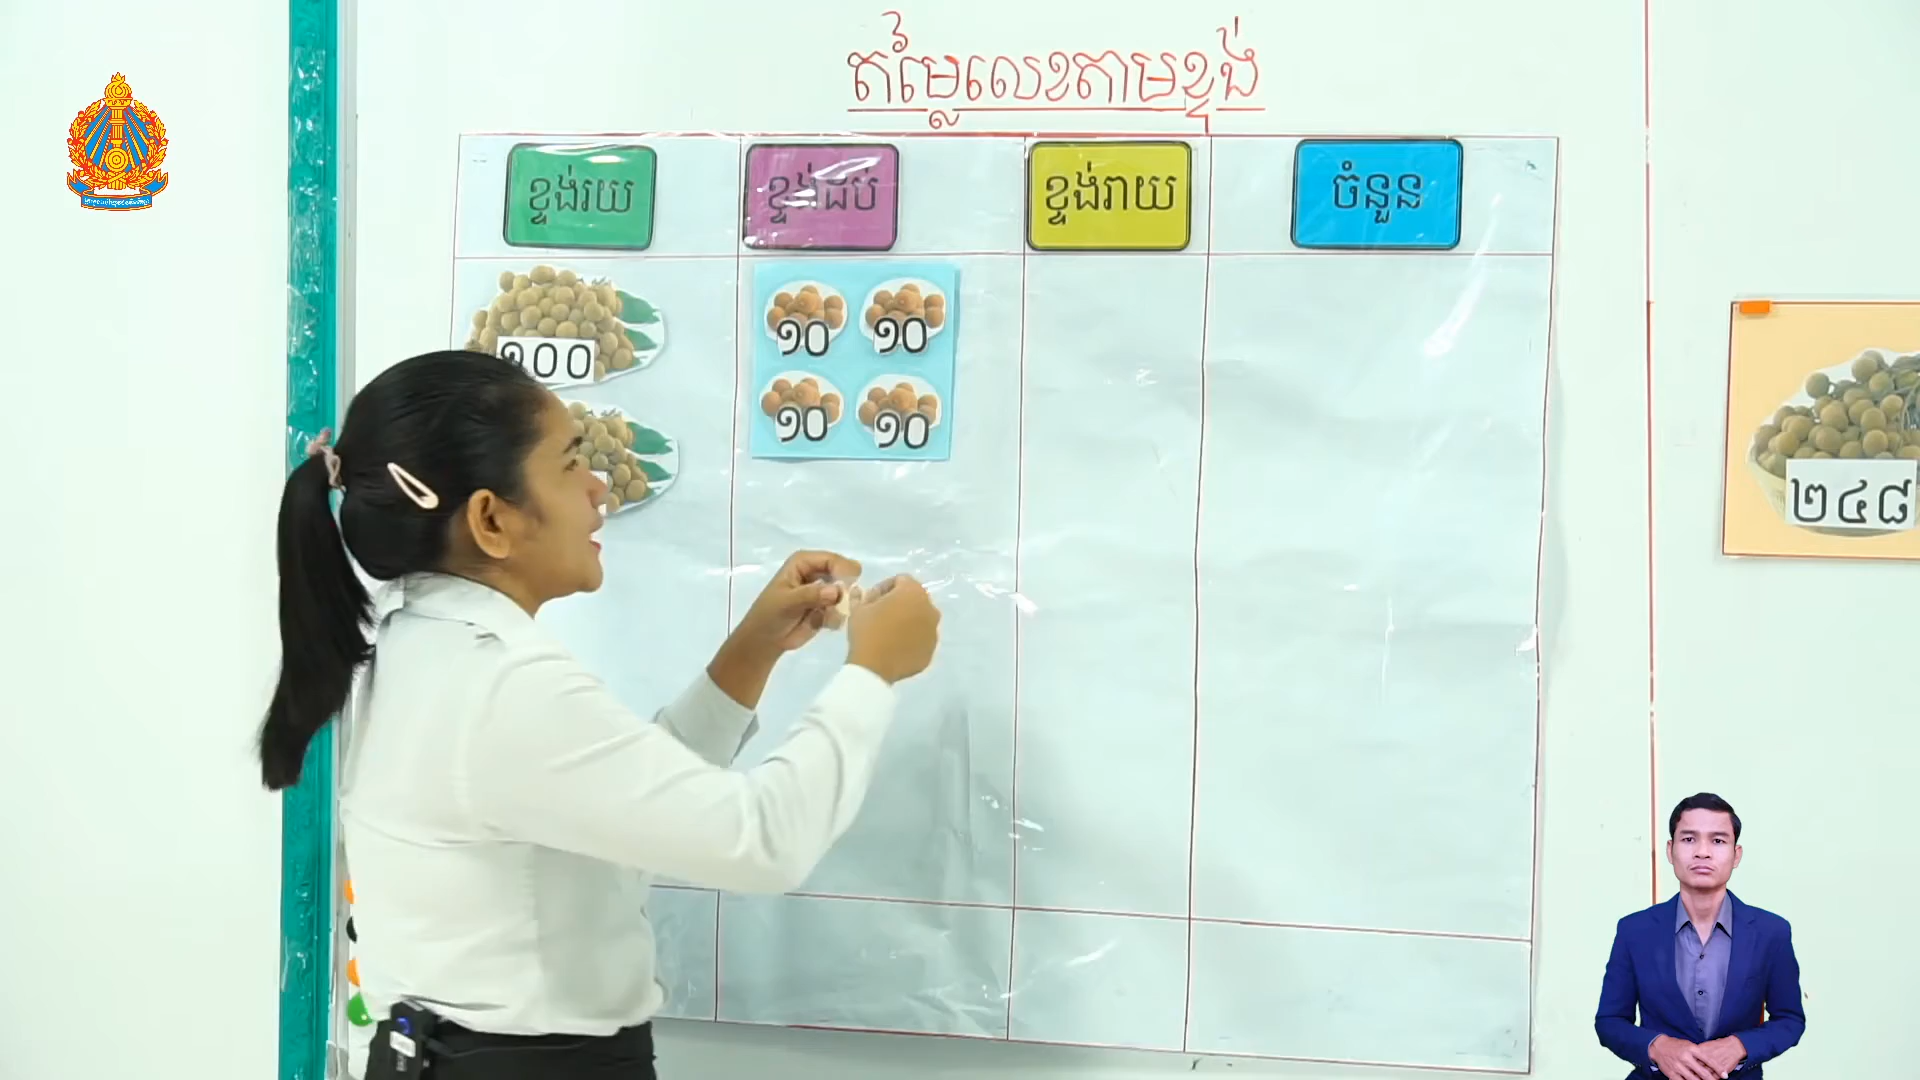 តម្លៃលេខតាមខ្ទង់
ខ្ទង់រយ
ខ្ទង់ដប់
ខ្ទង់រាយ
ចំនួន
១០០
១០
១០
១០
១០
២៤៨